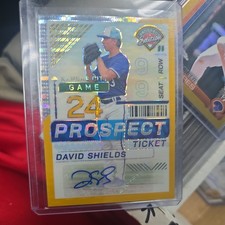 GAME
24
SEAT
ROW
PROSPECT
TICKET
DAVID SHIELDS